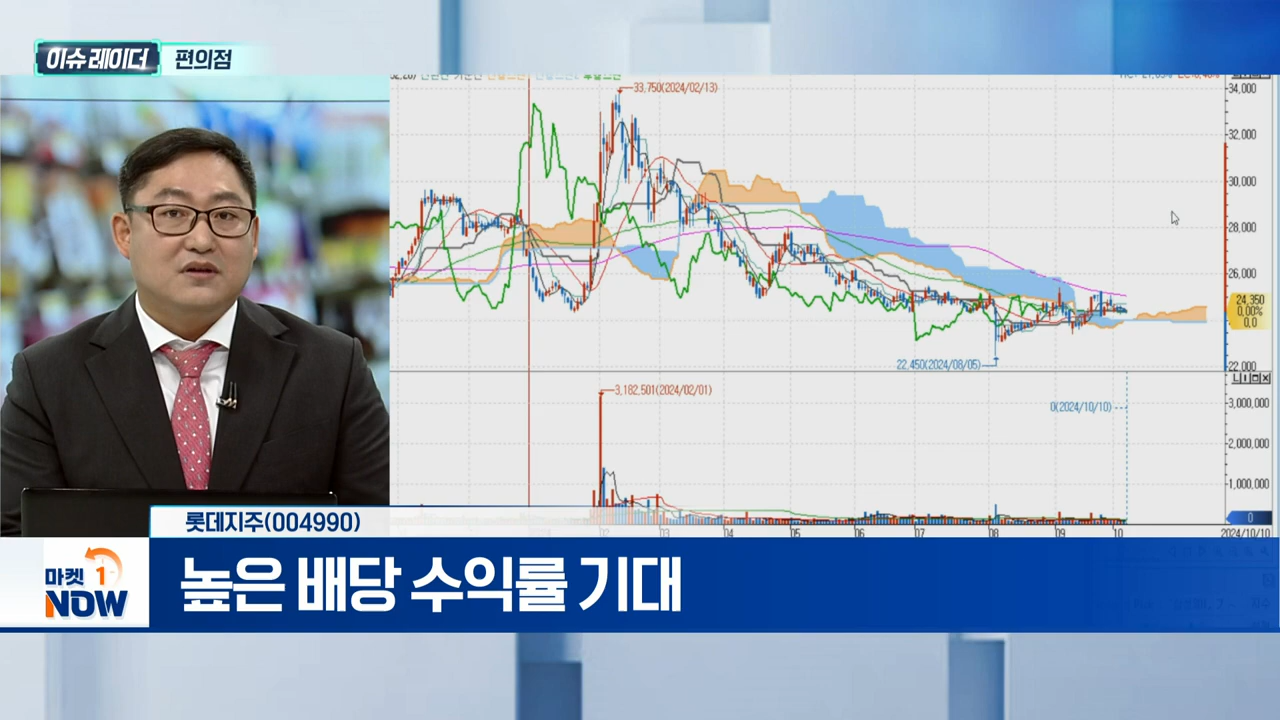 이슈레이더 편의점
33,750(2024/02/13)
34,000
32,000
30,000
28,000
26,000
24,350
0.00%
0.0
22,450(2024/08/05)
22,000
3,182,501(2024/02/01)
0(2024/10/10)
3,000,000
2,000,000
1,000,000
0
02 03 04 05 06 07 08 09 10 2024/10/10
롯데지주(004990)
마켓 1
NOW
높은 배당 수익률 기대